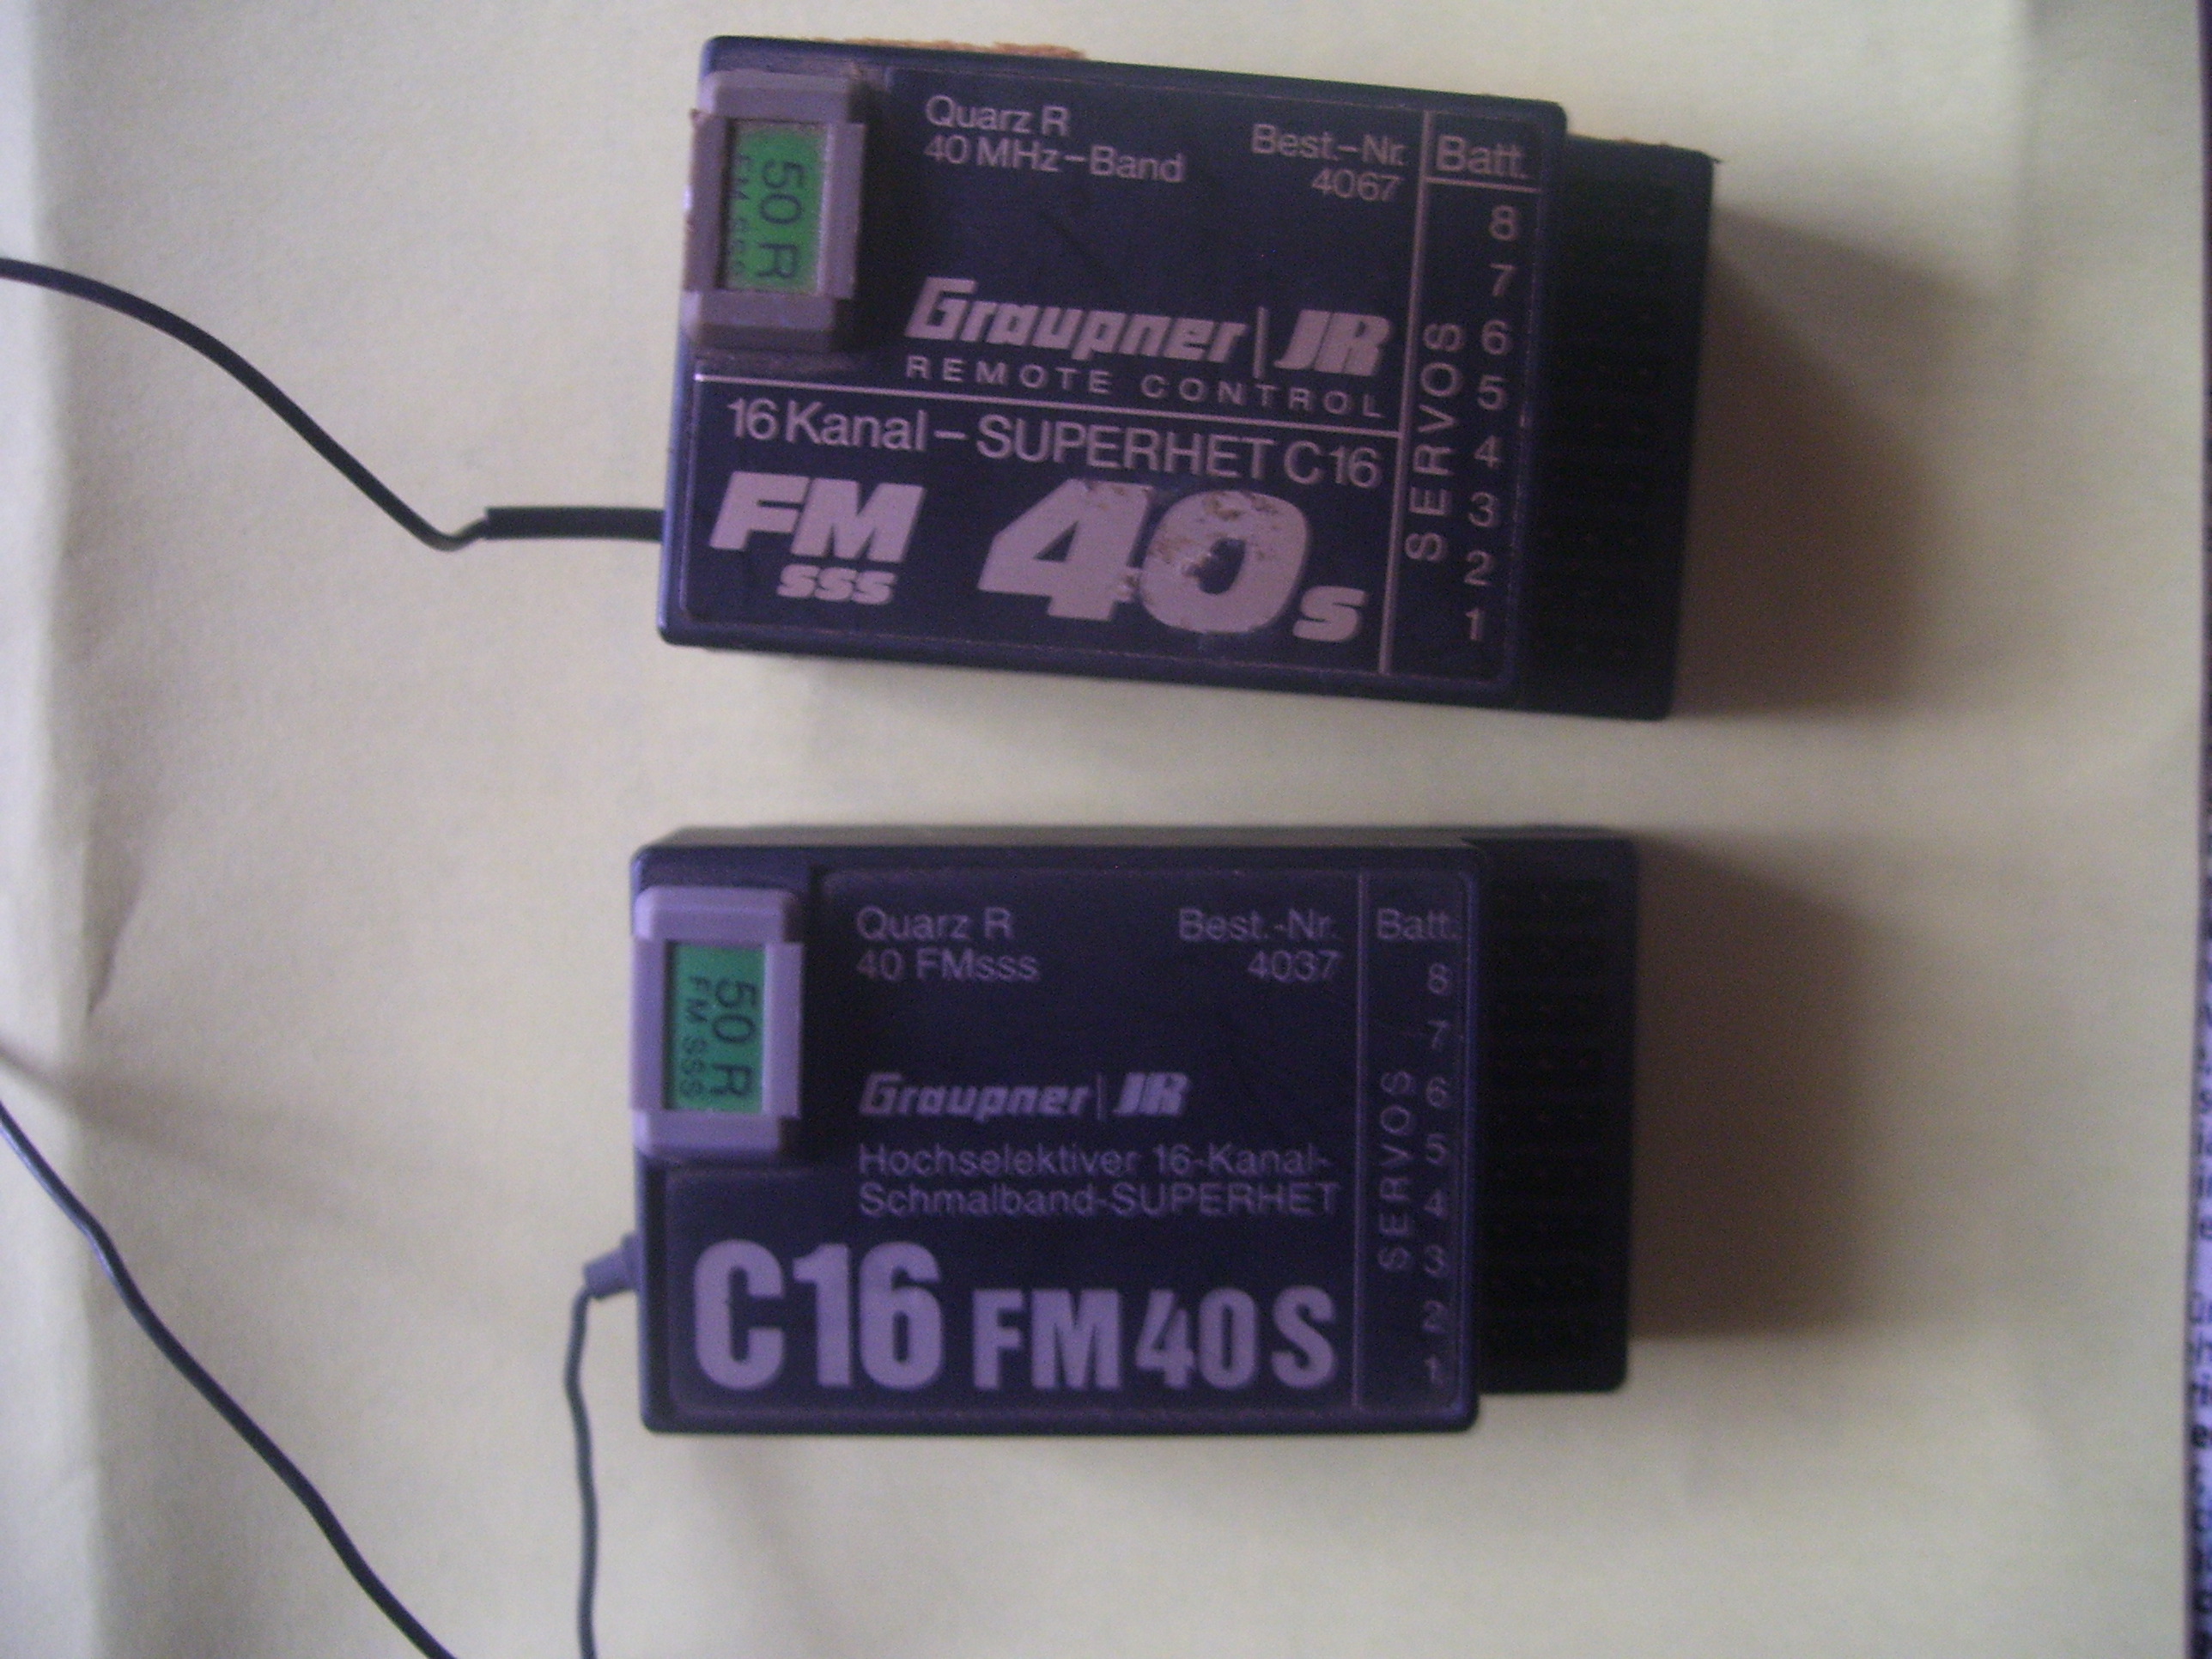 50 R
FM SSS
Quarz R
40 MHz-Band
Best.-Nr.
4067
Graupner | JR
REMOTE CONTROL
16 Kanal - SUPERHET C16
FM
sss
40 s
Batt.
8
7
6
5
4
3
2
1
SERVOS
50 R
FM SSS
Quarz R
40 FMsss
Best.-Nr.
4037
Graupner | JR
Hochselektiver 16-Kanal-
Schmalband-SUPERHET
C16 FM 40 S
Batt.
8
7
6
5
4
3
2
1
SERVOS